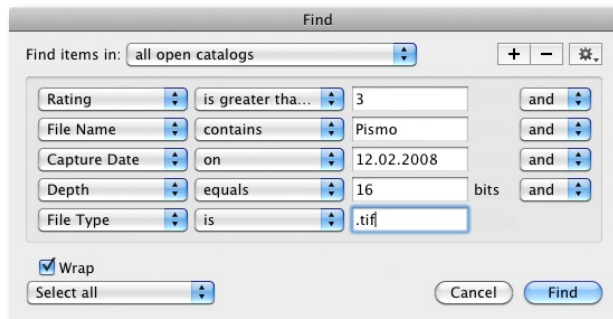 Find
Find items in: all open catalogs + −
Rating is greater tha... 3 and
File Name contains Pismo and
Capture Date on 12.02.2008 and
Depth equals 16 bits and
File Type is .tif
Wrap
Select all Cancel Find